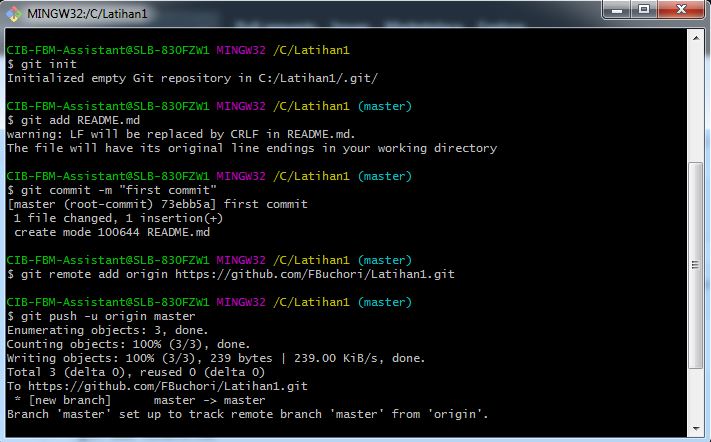 MINGW32:/C/Latihan1
CIB-FBM-Assistant@SLB-830FZW1 MINGW32 /C/Latihan1
$ git init
Initialized empty Git repository in C:/Latihan1/.git/
CIB-FBM-Assistant@SLB-830FZW1 MINGW32 /C/Latihan1 (master)
$ git add README.md
warning: LF will be replaced by CRLF in README.md.
The file will have its original line endings in your working directory
CIB-FBM-Assistant@SLB-830FZW1 MINGW32 /C/Latihan1 (master)
$ git commit -m "first commit"
[master (root-commit) 73ebb5a] first commit
 1 file changed, 1 insertion(+)
 create mode 100644 README.md
CIB-FBM-Assistant@SLB-830FZW1 MINGW32 /C/Latihan1 (master)
$ git remote add origin https://github.com/FBuchori/Latihan1.git
CIB-FBM-Assistant@SLB-830FZW1 MINGW32 /C/Latihan1 (master)
$ git push -u origin master
Enumerating objects: 3, done.
Counting objects: 100% (3/3), done.
Writing objects: 100% (3/3), 239 bytes | 239.00 KiB/s, done.
Total 3 (delta 0), reused 0 (delta 0)
To https://github.com/FBuchori/Latihan1.git
 * [new branch]      master -> master
Branch 'master' set up to track remote branch 'master' from 'origin'.